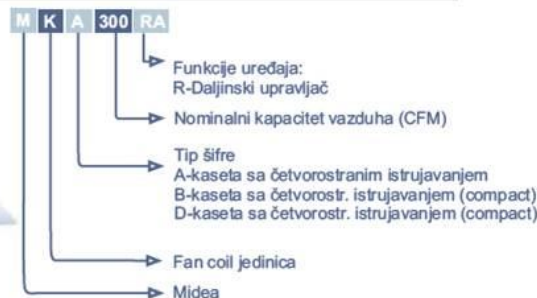 M K A 300 RA
Funkcije uređaja:
R-Daljinski upravljač
Nominalni kapacitet vazduha (CFM)
Tip šifre
A-kaseta sa četvorostranim istrujavanjem
B-kaseta sa četvorostr. istrujavanjem (compact)
D-kaseta sa četvorostr. istrujavanjem (compact)
Fan coil jedinica
Midea